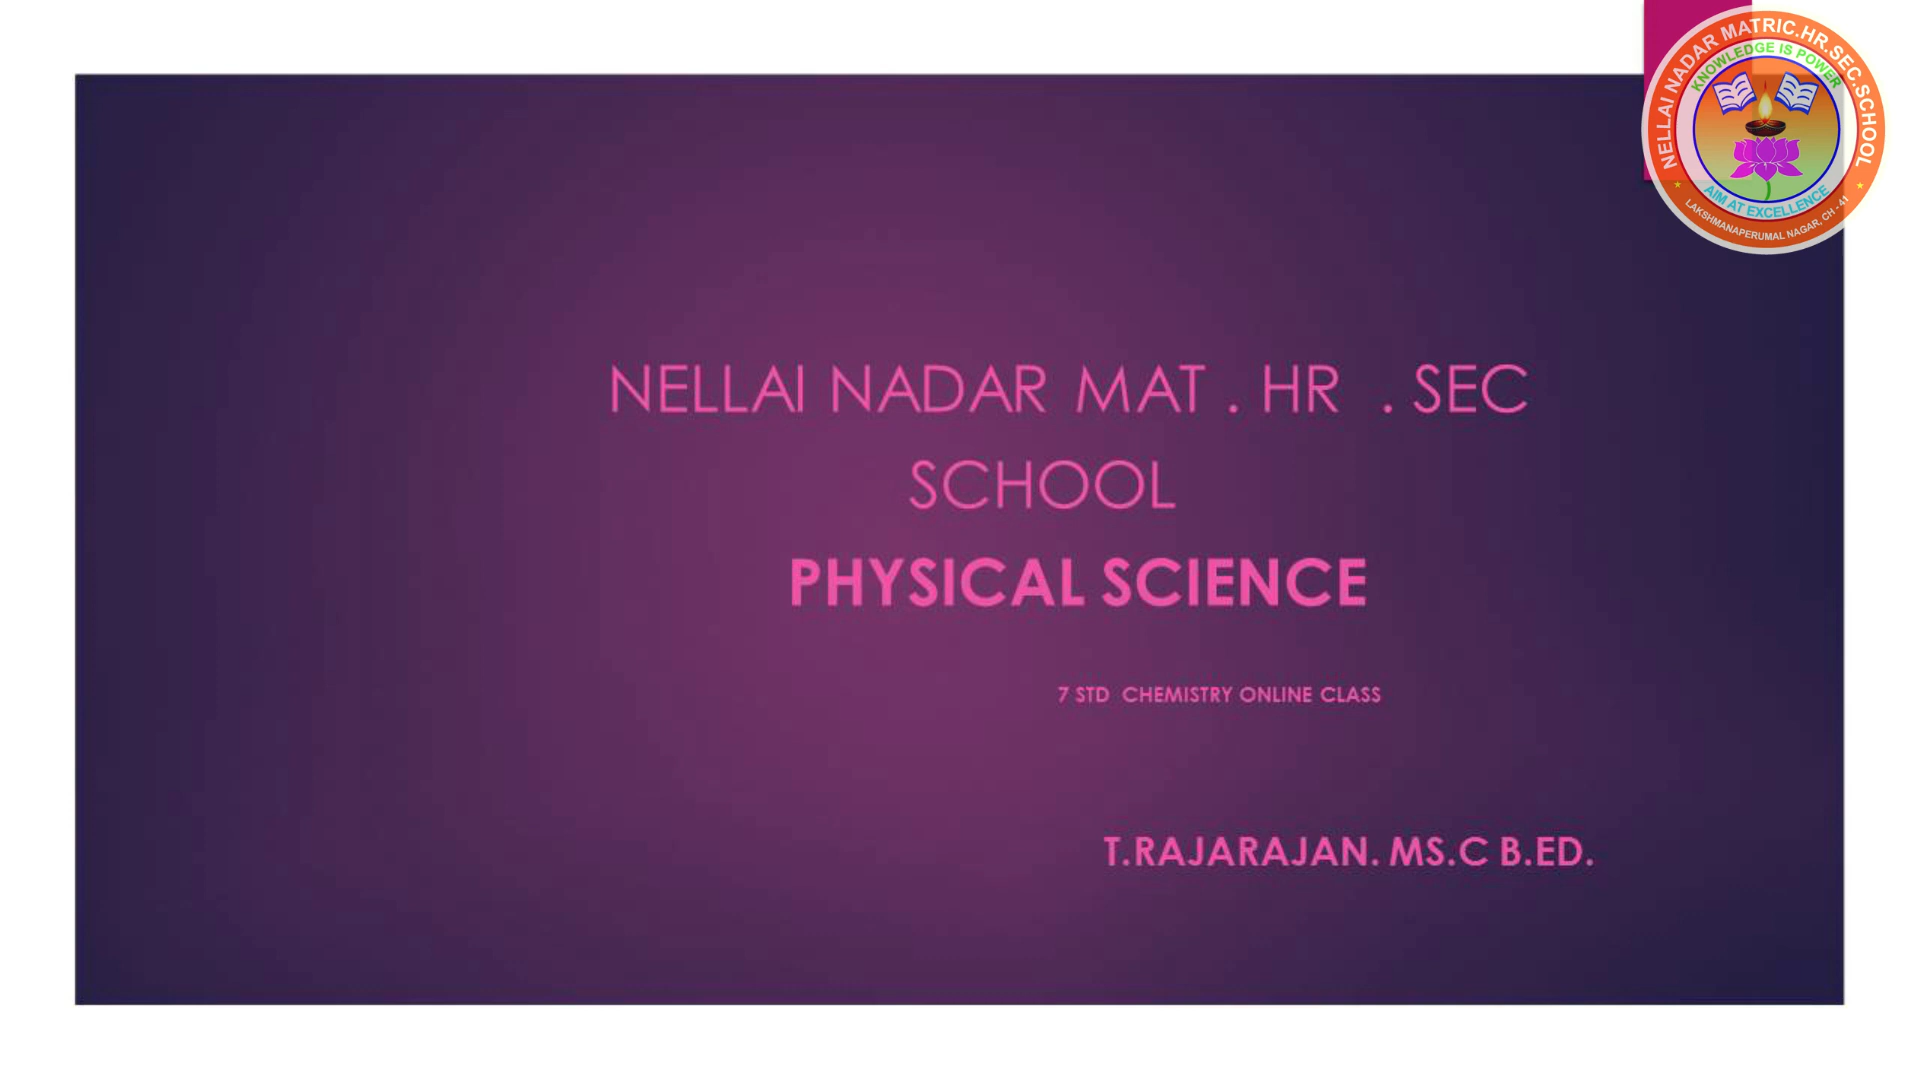 NELLAI NADAR MATRIC.HR.SEC.SCHOOL
KNOWLEDGE IS POWER
AIM AT EXCELLENCE
LAKSHMANAPERUMAL NAGAR, CH - 41
NELLAI NADAR MAT . HR . SEC
SCHOOL
PHYSICAL SCIENCE
7 STD CHEMISTRY ONLINE CLASS
T.RAJARAJAN. MS.C B.ED.